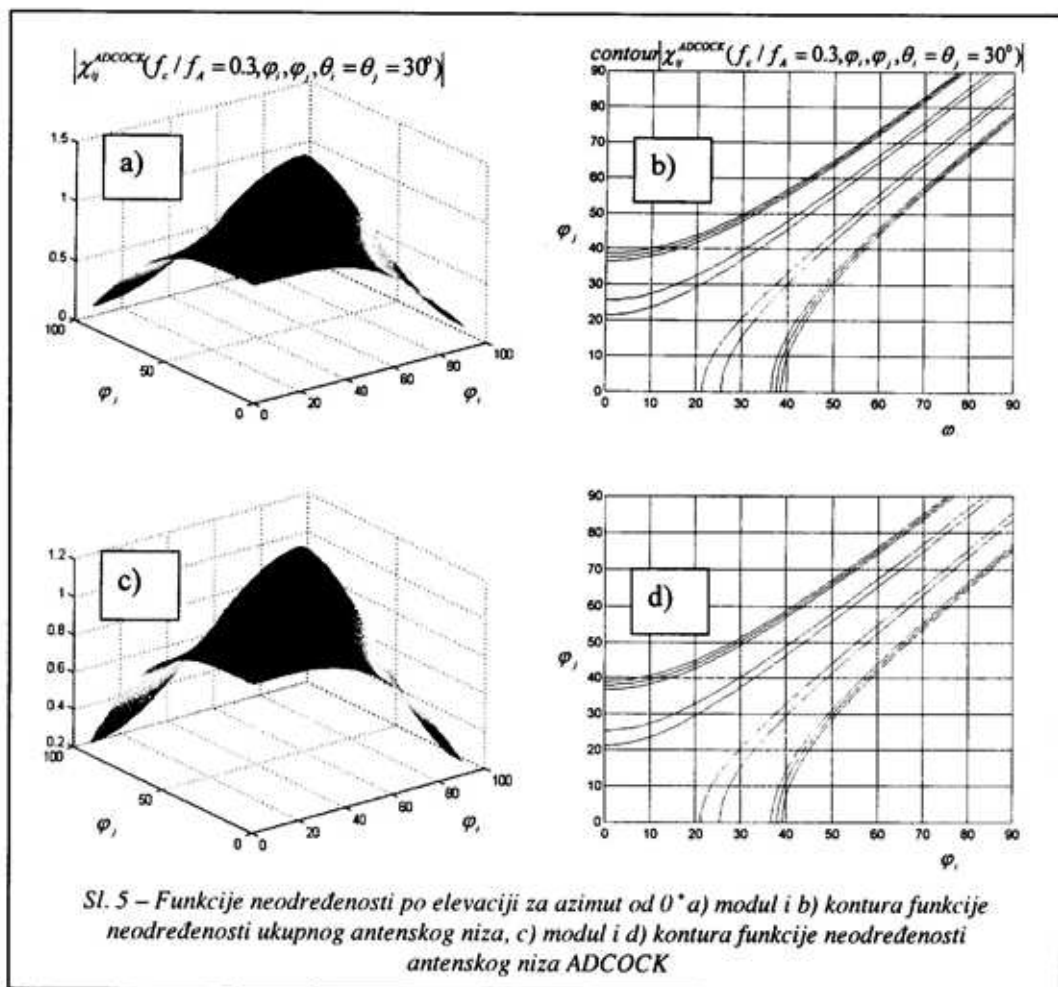 |χ_ij^ADCOCK(f_c / f_A = 0.3, φ_i, φ_j, θ_i = θ_j = 30⁰)|
contour|χ_ij^ADCOCK(f_c / f_A = 0.3, φ_i, φ_j, θ_i = θ_j = 30⁰)|
a)
1.5
1
0.5
0
100
50
0
φ_j
0
20
40
60
80
100
φ_i
b)
90
80
70
60
50
40
30
20
10
0
φ_j
0 10 20 30 40 50 60 70 80 90
φ
c)
1.2
1
0.8
0.6
0.4
0.2
100
50
0
φ_j
0
20
40
60
80
100
φ_i
d)
90
80
70
60
50
40
30
20
10
0
φ_j
0 10 20 30 40 50 60 70 80 90
φ_i
Sl. 5 – Funkcije neodređenosti po elevaciji za azimut od 0˚ a) modul i b) kontura funkcije
neodređenosti ukupnog antenskog niza, c) modul i d) kontura funkcije neodređenosti
antenskog niza ADCOCK